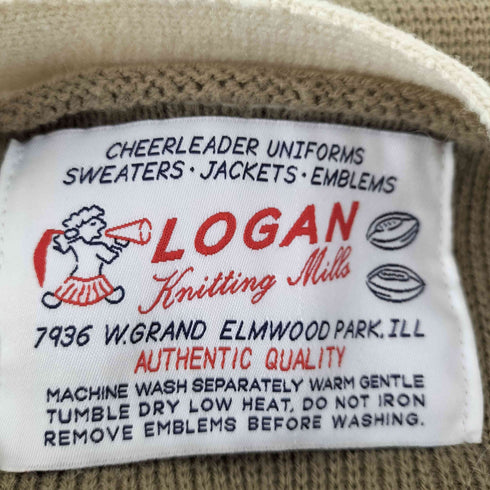 CHEERLEADER UNIFORMS
SWEATERS · JACKETS · EMBLEMS
LOGAN
Knitting Mills
7936 W. GRAND ELMWOOD PARK, ILL
AUTHENTIC QUALITY
MACHINE WASH SEPARATELY WARM GENTLE
TUMBLE DRY LOW HEAT, DO NOT IRON
REMOVE EMBLEMS BEFORE WASHING.